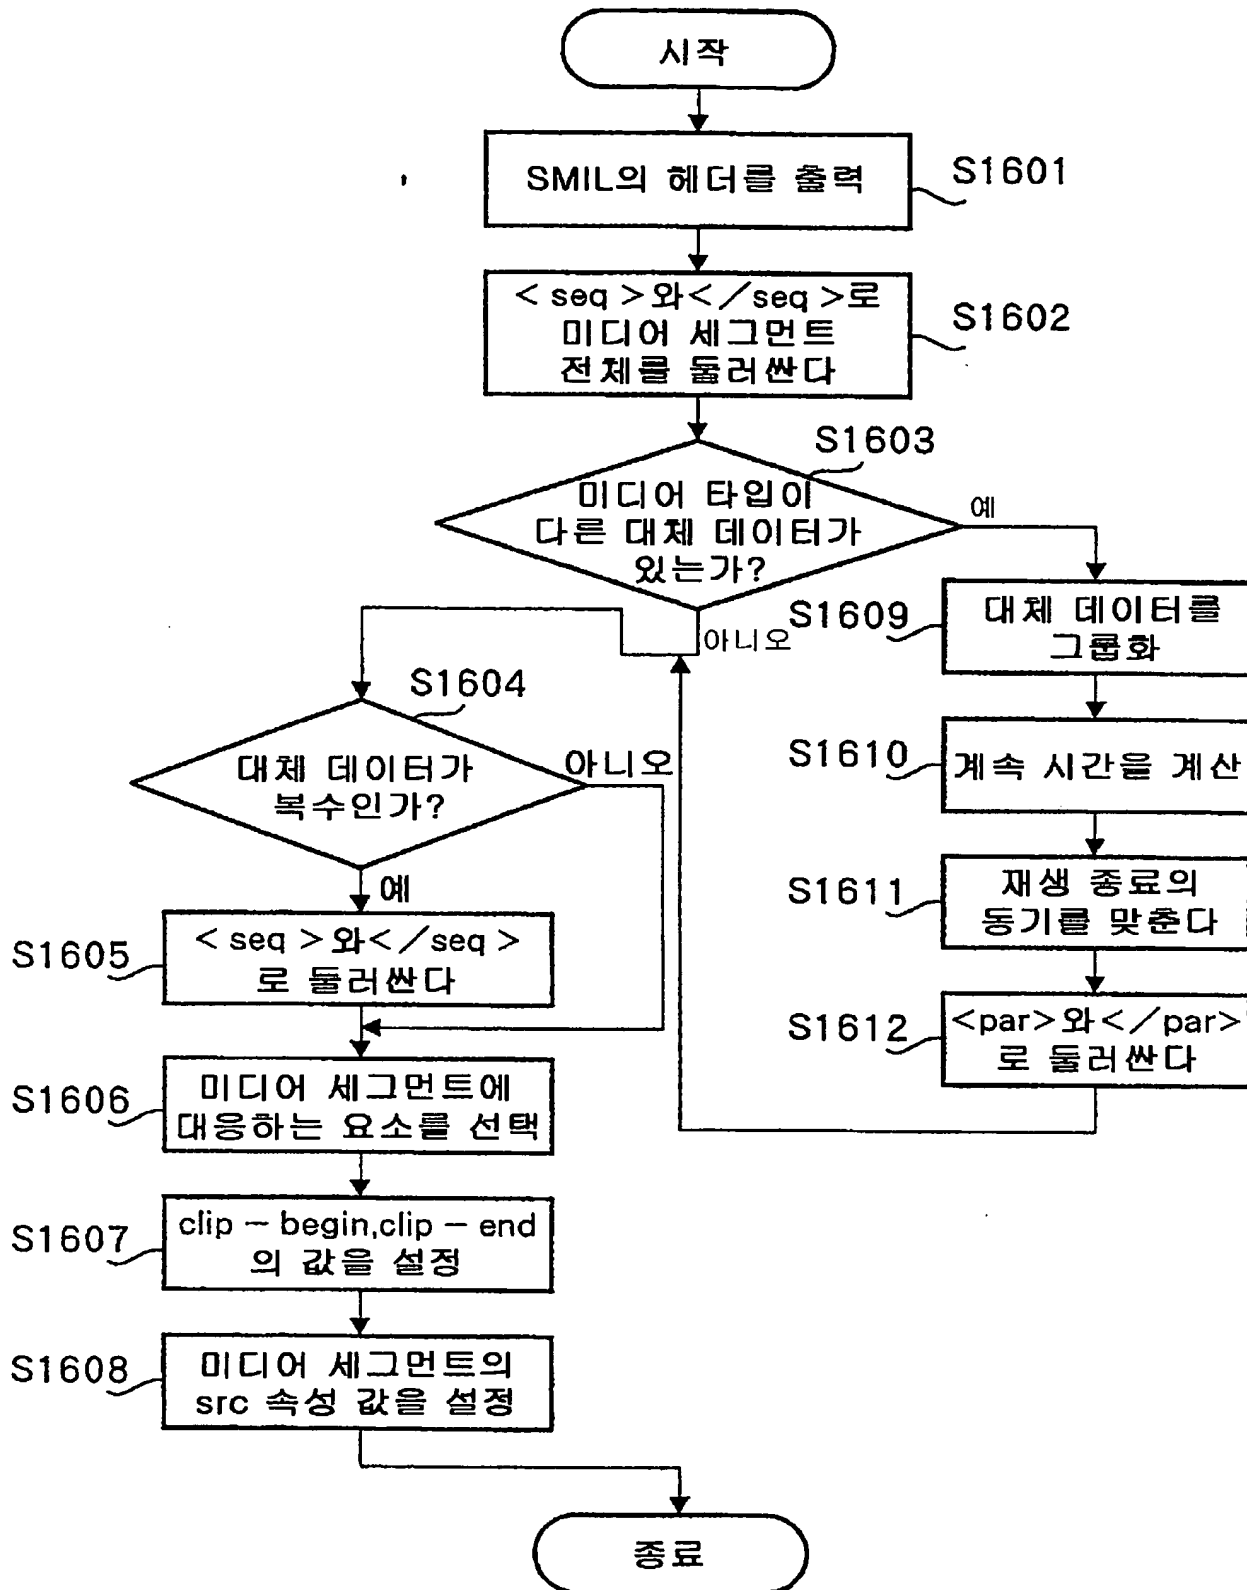 시작
SMIL의 헤더를 출력
S1601
< seq >와</seq>로
미디어 세그먼트
전체를 둘러싼다
S1602
S1603
미디어 타입이
다른 대체 데이터가
있는가?
예
아니오
S1609
대체 데이터를
그룹화
S1604
대체 데이터가
복수인가?
아니오
예
S1610
계속 시간을 계산
S1611
재생 종료의
동기를 맞춘다
S1605
< seq >와</seq>
로 둘러싼다
S1612
<par>와</par>
로 둘러싼다
S1606
미디어 세그먼트에
대응하는 요소를 선택
S1607
clip - begin,clip - end
의 값을 설정
S1608
미디어 세그먼트의
src 속성 값을 설정
종료